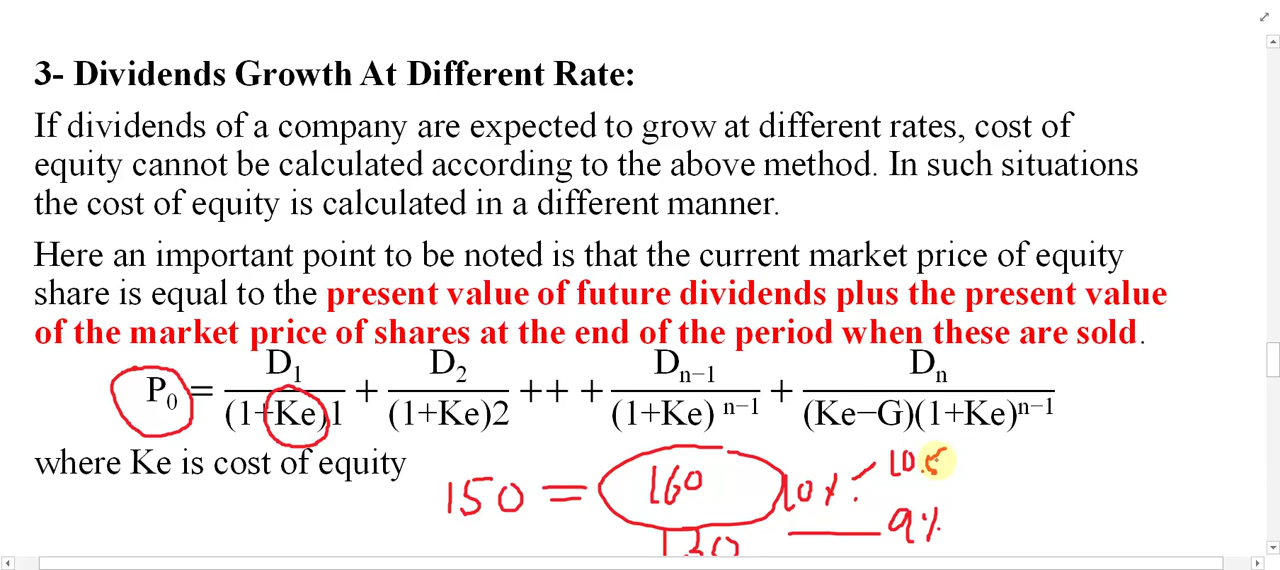 3- Dividends Growth At Different Rate:
If dividends of a company are expected to grow at different rates, cost of
equity cannot be calculated according to the above method. In such situations
the cost of equity is calculated in a different manner.
Here an important point to be noted is that the current market price of equity
share is equal to the present value of future dividends plus the present value
of the market price of shares at the end of the period when these are sold.
P₀ = D₁/(1+Ke)1 + D₂/(1+Ke)2 ++ + Dₙ₋₁/(1+Ke) ⁿ⁻¹ + Dₙ/(Ke−G)(1+Ke)ⁿ⁻¹
where Ke is cost of equity
150 = 160 10%
9%